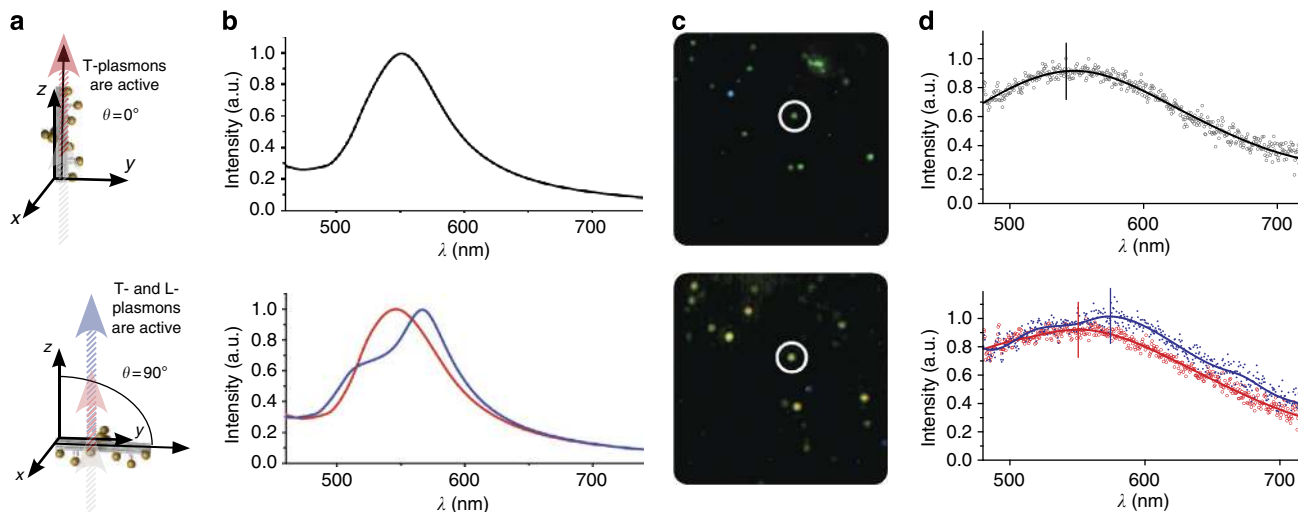 a
T-plasmons
are active
θ=0°
z
y
x
T- and L-
plasmons
are active
z
θ=90°
y
x
b
Intensity (a.u.)
1.0
0.8
0.6
0.4
0.2
0.0
500
600
700
λ (nm)
Intensity (a.u.)
1.0
0.8
0.6
0.4
0.2
0.0
500
600
700
λ (nm)
c
d
Intensity (a.u.)
1.0
0.8
0.6
0.4
0.2
0.0
500
600
700
λ (nm)
Intensity (a.u.)
1.0
0.8
0.6
0.4
0.2
0.0
500
600
700
λ (nm)